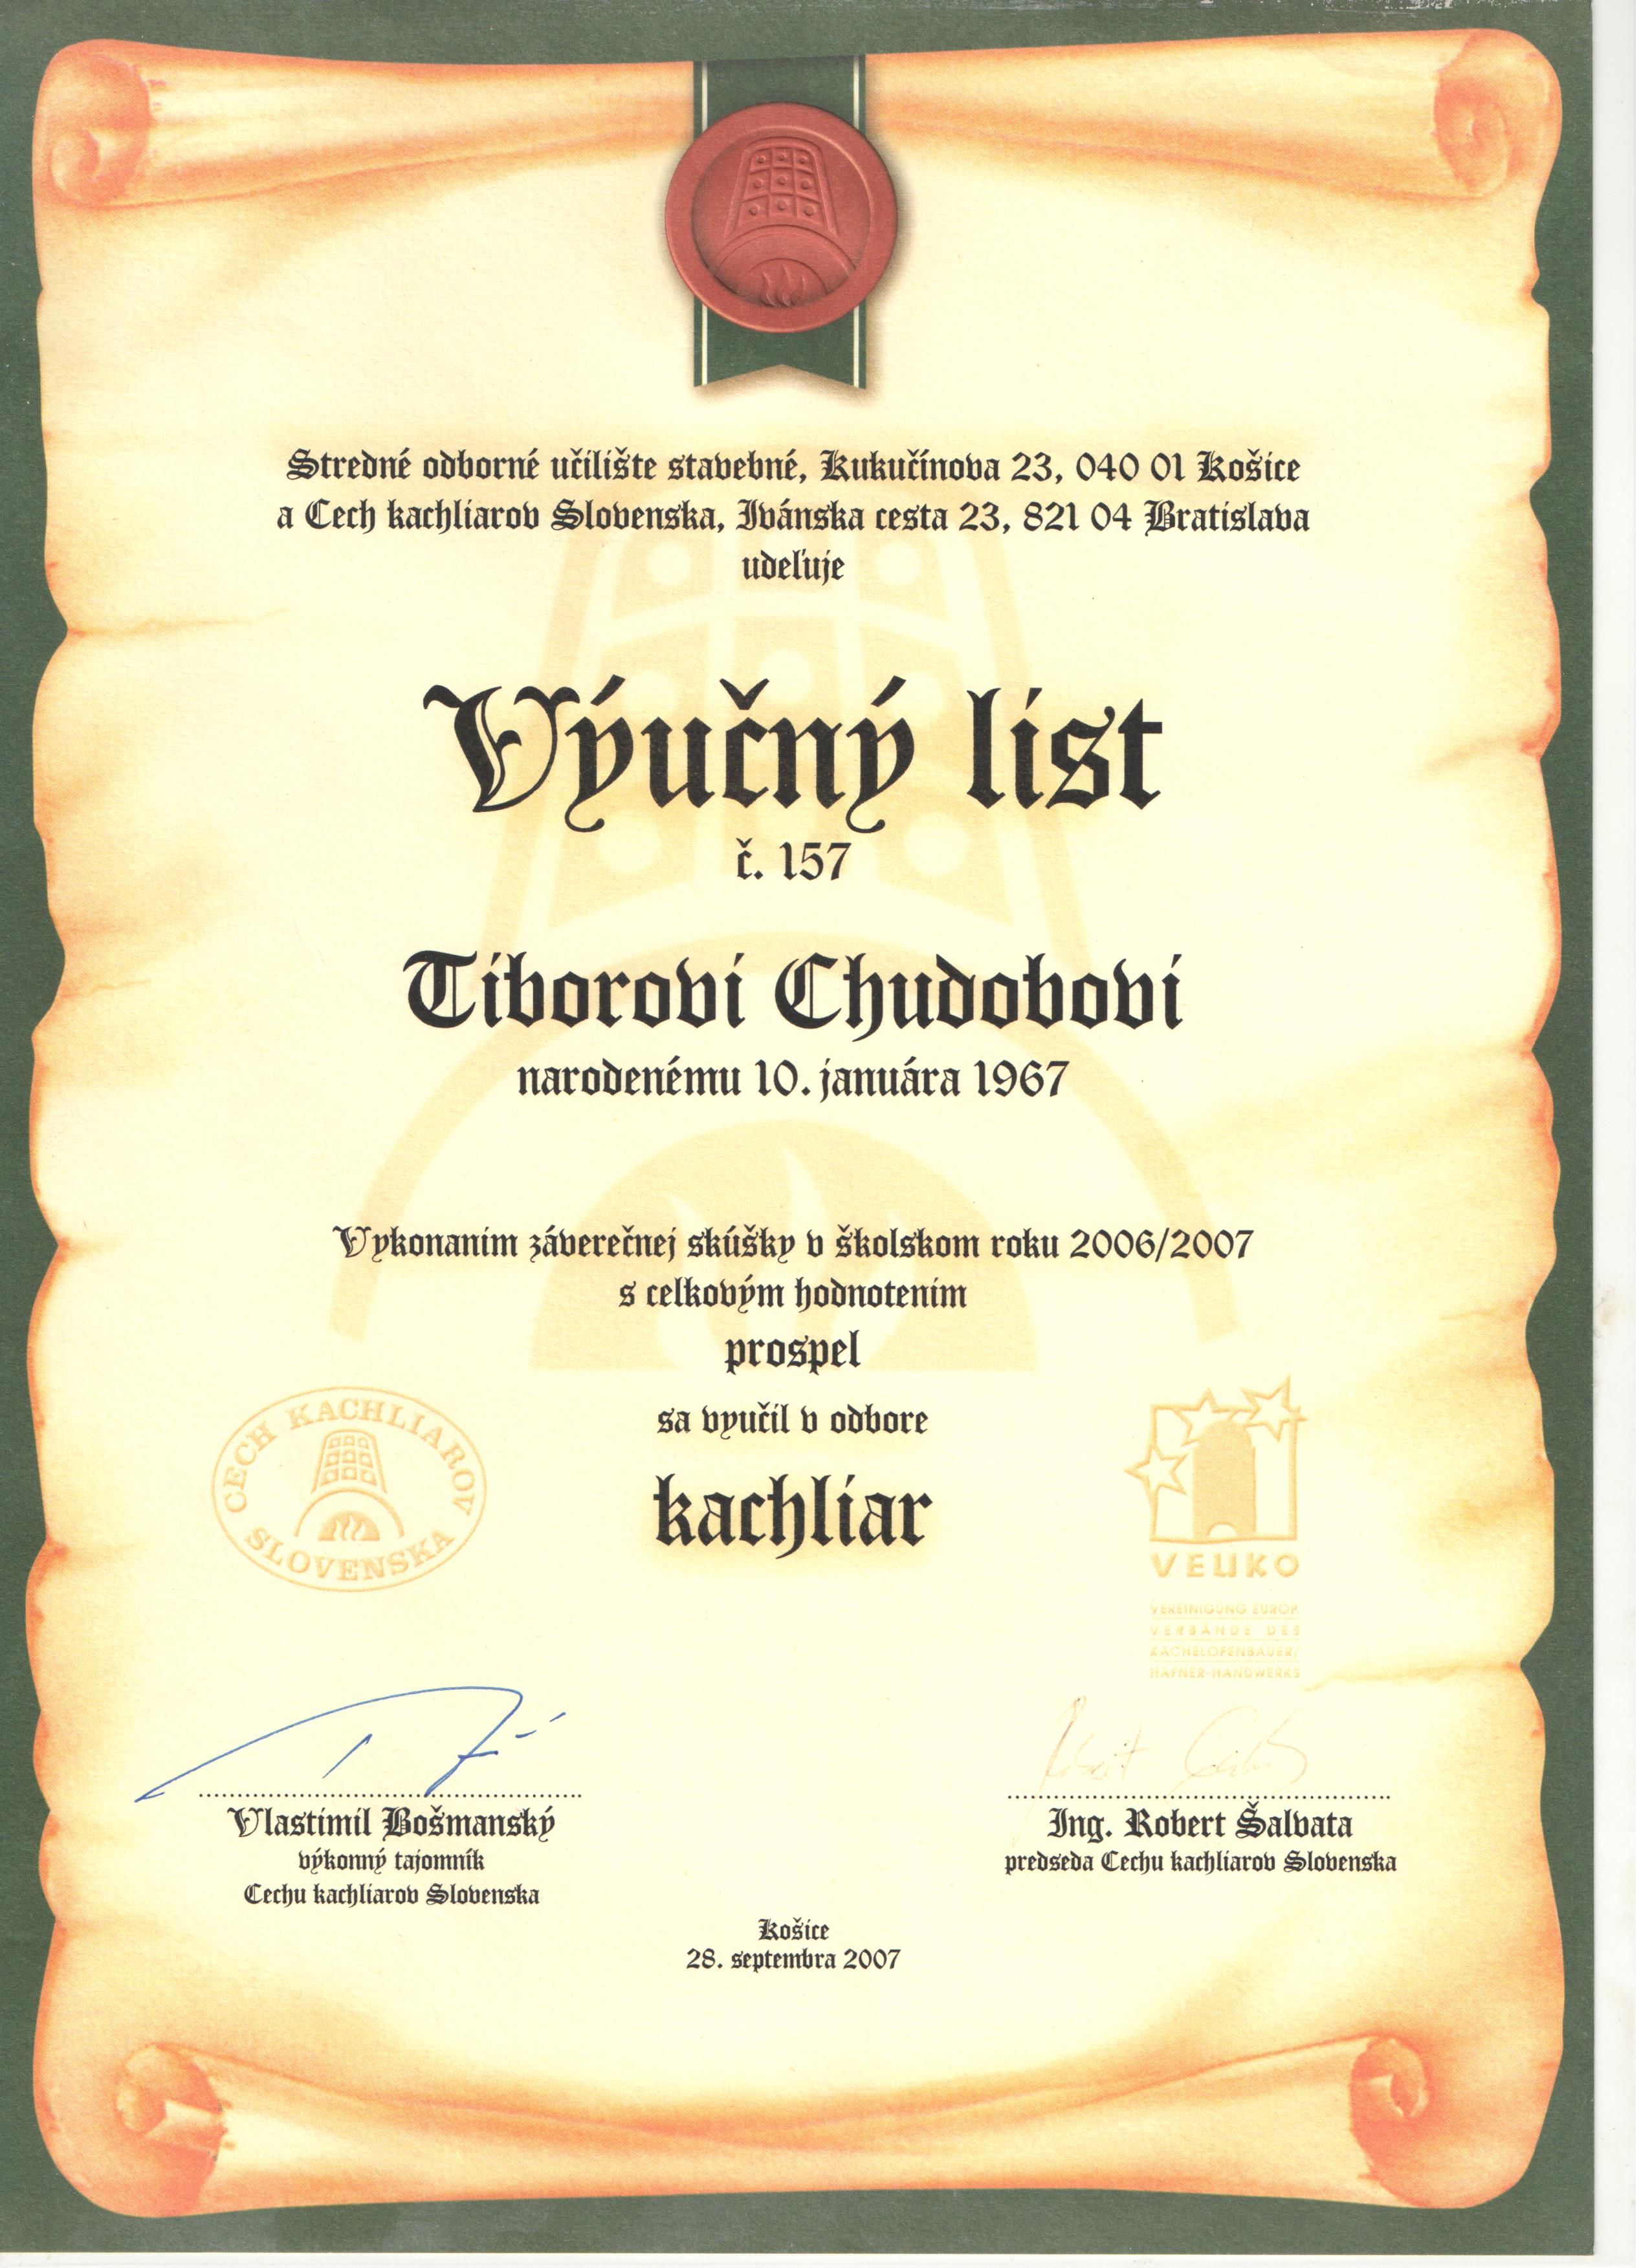 Stredné odborné učilište stavebné, Kukučínova 23, 040 01 Košice
a Cech kachliarov Slovenska, Ivánska cesta 23, 821 04 Bratislava
udeľuje
Výučný list
č. 157
Tiborovi Chudobovi
narodenému 10. januára 1967
Vykonaním záverečnej skúšky v školskom roku 2006/2007
s celkovým hodnotením
prospel
sa vyučil v odbore
kachliar
CECH KACHLIAROV
SLOVENSKA
VEUKO
VEREINIGUNG EUROP.
VERBÄNDE DES
KACHELOFENBAUER/
HAFNER-HANDWERKS
Vlastimil Bošmanský
výkonný tajomník
Cechu kachliarov Slovenska
Ing. Robert Šalvata
predseda Cechu kachliarov Slovenska
Košice
28. septembra 2007